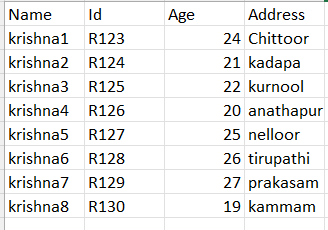 Name Id Age Address
krishna1 R123 24 Chittoor
krishna2 R124 21 kadapa
krishna3 R125 22 kurnool
krishna4 R126 20 anathapur
krishna5 R127 25 nelloor
krishna6 R128 26 tirupathi
krishna7 R129 27 prakasam
krishna8 R130 19 kammam